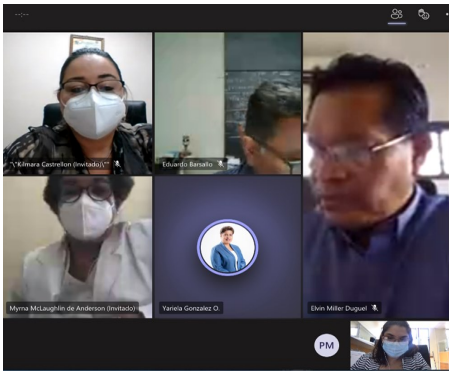 --:--
"\"Kilmara Castrellon (Invitado)\""
Eduardo Barsallo
Myrna McLaughlin de Anderson (Invitado)
Yariela Gonzalez O.
Elvin Miller Duguel
PM